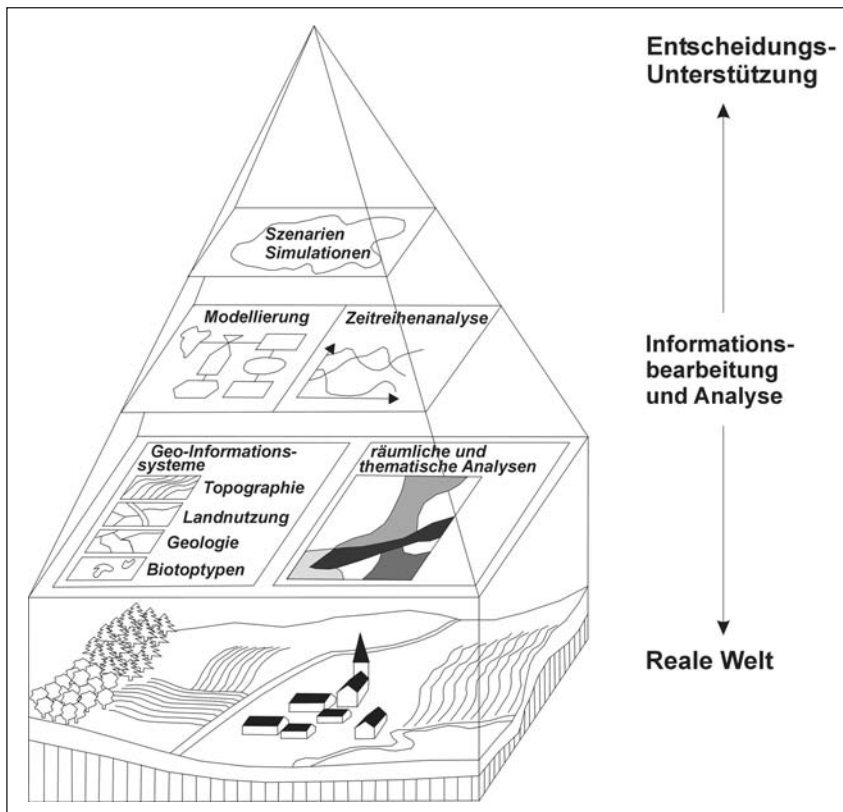 Entscheidungs-
Unterstützung
Szenarien
Simulationen
Modellierung
Zeitreihenanalyse
Informations-
bearbeitung
und Analyse
Geo-Informations-
systeme
Topographie
Landnutzung
Geologie
Biotoptypen
räumliche und
thematische Analysen
Reale Welt